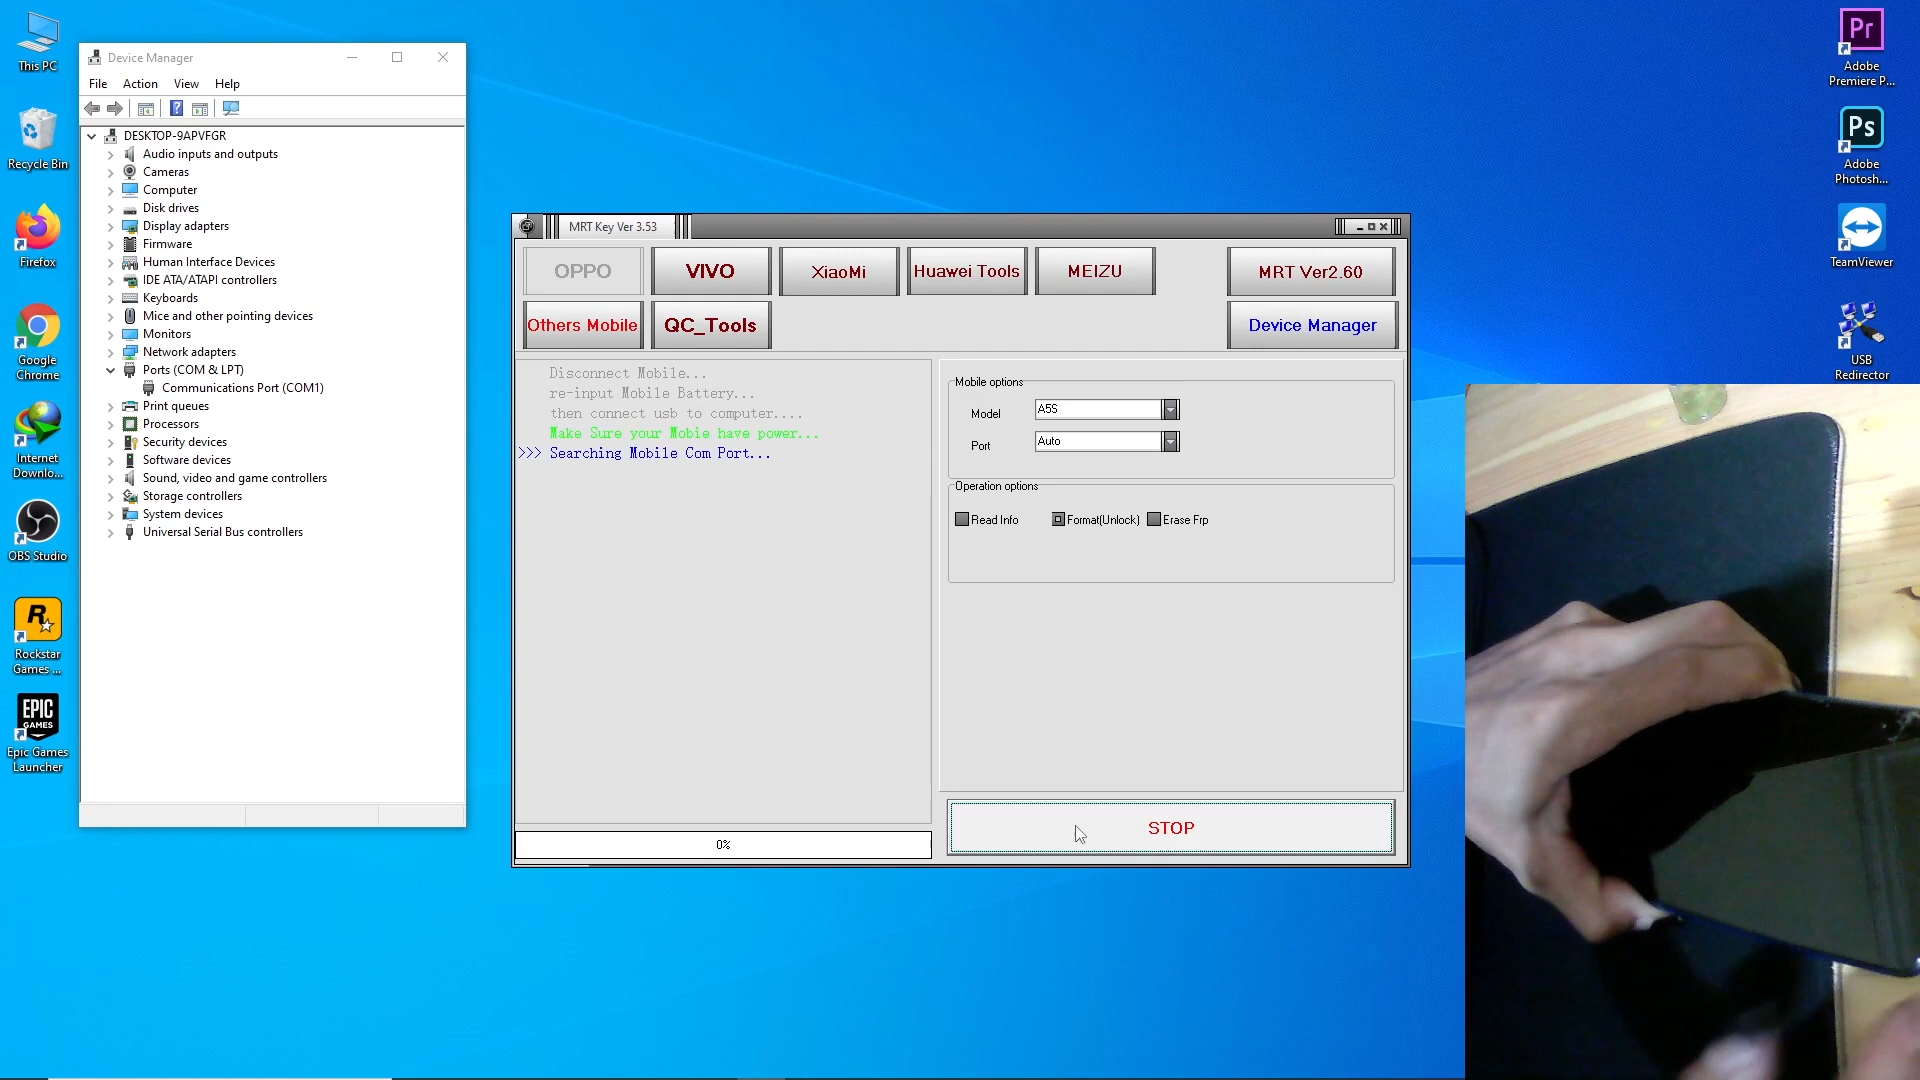 This PC
Recycle Bin
Firefox
Google
Chrome
Internet
Downlo...
OBS Studio
Rockstar
Games ...
EPIC
GAMES
Epic Games
Launcher
Device Manager
File Action View Help
DESKTOP-9APVFGR
Audio inputs and outputs
Cameras
Computer
Disk drives
Display adapters
Firmware
Human Interface Devices
IDE ATA/ATAPI controllers
Keyboards
Mice and other pointing devices
Monitors
Network adapters
Ports (COM & LPT)
Communications Port (COM1)
Print queues
Processors
Security devices
Software devices
Sound, video and game controllers
Storage controllers
System devices
Universal Serial Bus controllers
MRT Key Ver 3.53
OPPO VIVO XiaoMi Huawei Tools MEIZU MRT Ver2.60
Others Mobile QC_Tools Device Manager
Disconnect Mobile...
re-input Mobile Battery...
then connect usb to computer....
Make Sure your Mobie have power...
>>> Searching Mobile Com Port...
0%
Mobile options
Model A5S
Port Auto
Operation options
Read Info Format(Unlock) Erase Frp
STOP
Pr
Adobe
Premiere P...
Ps
Adobe
Photosh...
TeamViewer
USB
Redirector